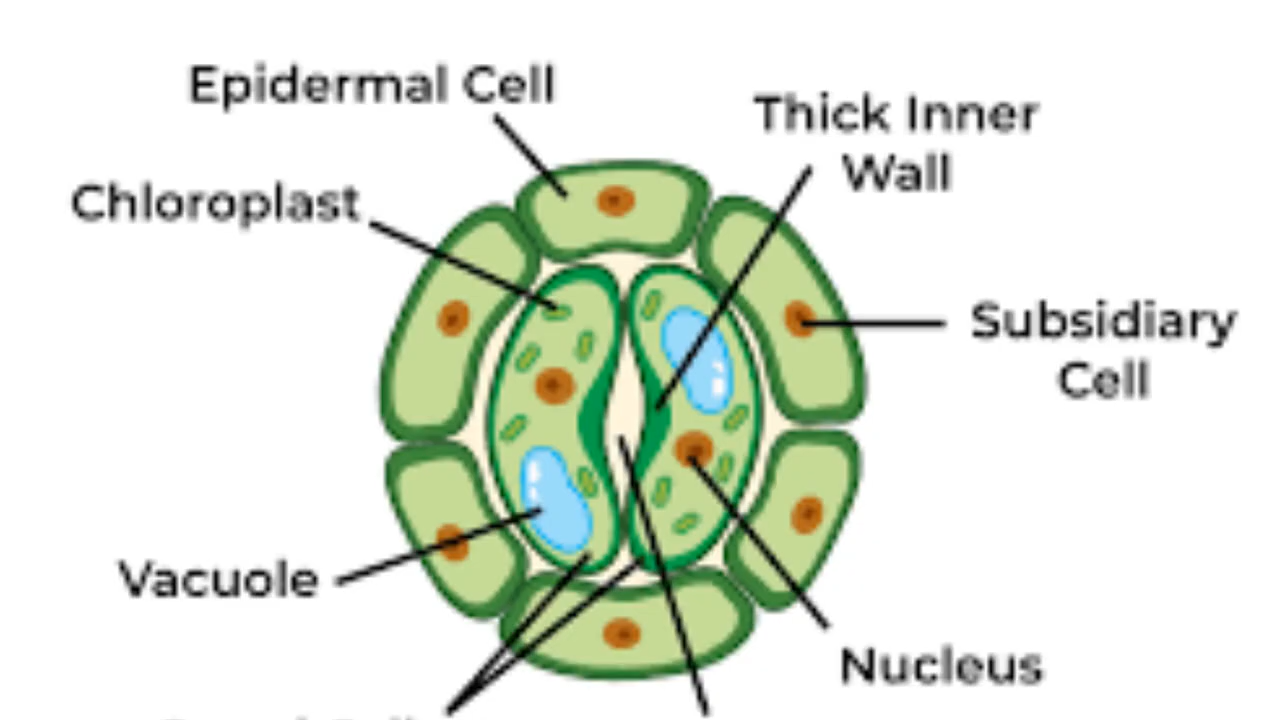 Epidermal Cell
Thick Inner
Wall
Chloroplast
Subsidiary
Cell
Vacuole
Nucleus